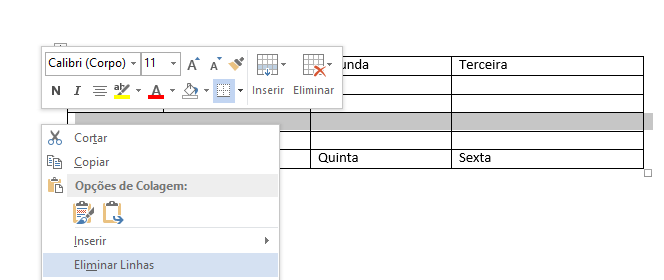 Calibri (Corpo) 11
unda Terceira
N I
Inserir Eliminar
Cortar
Copiar
Quinta Sexta
Opções de Colagem:
Inserir
Eliminar Linhas